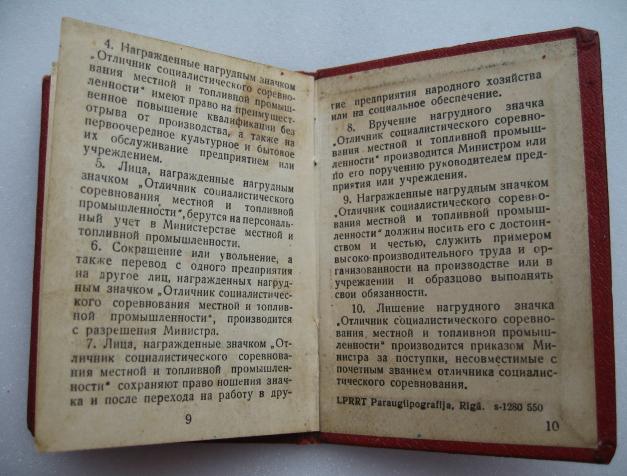 4. Награжденные нагрудным значком
„Отличник социалистического соревно-
вания местной и топливной промыш-
ленности" имеют право на преимущест-
венное повышение квалификации без
отрыва от производства, а также на
первоочередное культурное и бытовое
их обслуживание предприятием или
учреждением.
5. Лица, награжденные нагрудным
значком „Отличник социалистического
соревнования местной и топливной
промышленности", берутся на персональ-
ный учет в Министерстве местной и
топливной промышленности.
6. Сокращение или увольнение, а
также перевод с одного предприятия
на другое лиц, награжденных нагруд-
ным значком „Отличник социалистичес-
кого соревнования местной и топлив-
ной промышленности", производится
с разрешения Министра.
7. Лица, награжденные значком „От-
личник социалистического соревнова-
ния местной и топливной промышлен-
ности" сохраняют право ношения знач-
ка и после перехода на работу в дру-
9
гие предприятия народного хозяйства
или на социальное обеспечение.
8. Вручение нагрудного значка
„Отличник социалистического соревно-
вания местной и топливной промыш-
ленности" производится Министром или
по его поручению руководителем пред-
приятия или учреждения.
9. Награжденные нагрудным значком
„Отличник социалистического соревно-
вания местной и топливной промыш-
ленности" должны носить его с достоин-
ством и честью, служить примером
высоко-производительного труда и ор-
ганизованности на производстве или в
учреждении и образцово выполнять
свои обязанности.
10. Лишение нагрудного значка
„Отличник социалистического соревно-
вания местной и топливной промыш-
ленности" производится приказом Ми-
нистра за поступки, несовместимые с
почетным званием отличника социалис-
тического соревнования.
LPRRT Paraugtipografija, Rīgā. s-1280 550
10